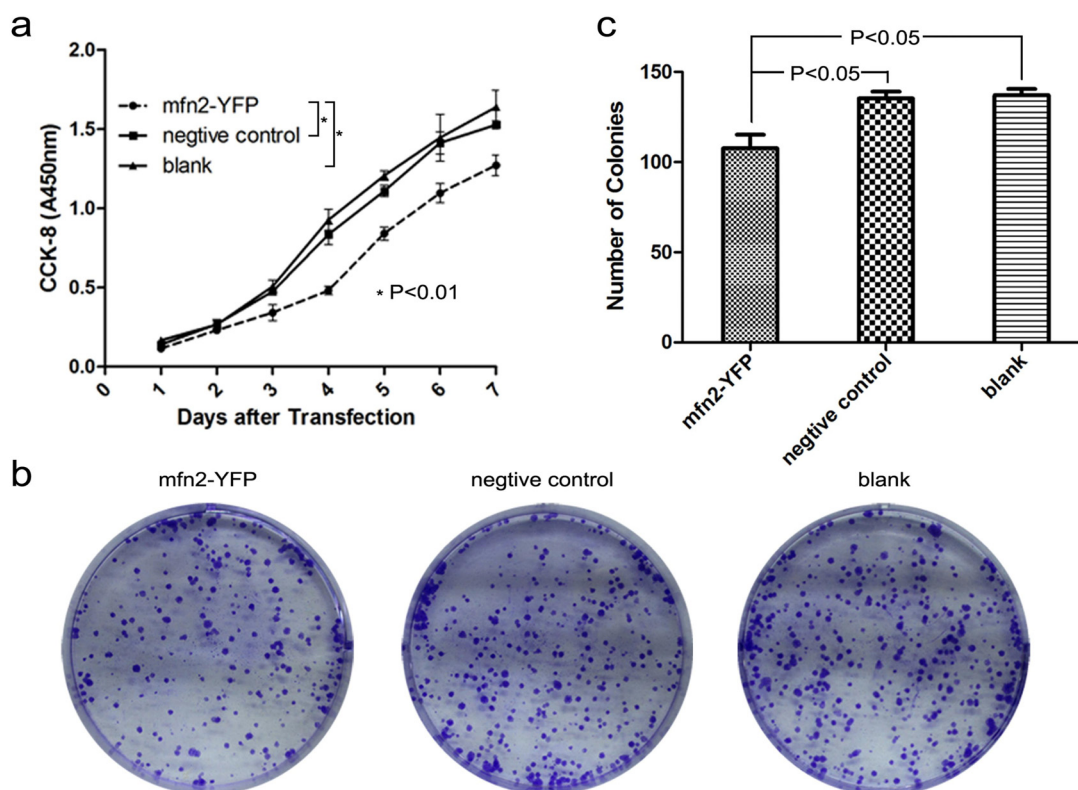 a
2.0
1.5
1.0
0.5
0.0
CCK-8 (A450nm)
mfn2-YFP
negtive control
blank
*
*
* P<0.01
0 1 2 3 4 5 6 7
Days after Transfection
c
P<0.05
P<0.05
150
100
50
0
Number of Colonies
mfn2-YFP
negtive control
blank
b
mfn2-YFP negtive control blank